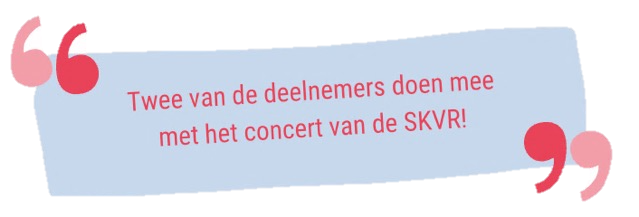 Twee van de deelnemers doen mee
met het concert van de SKVR!